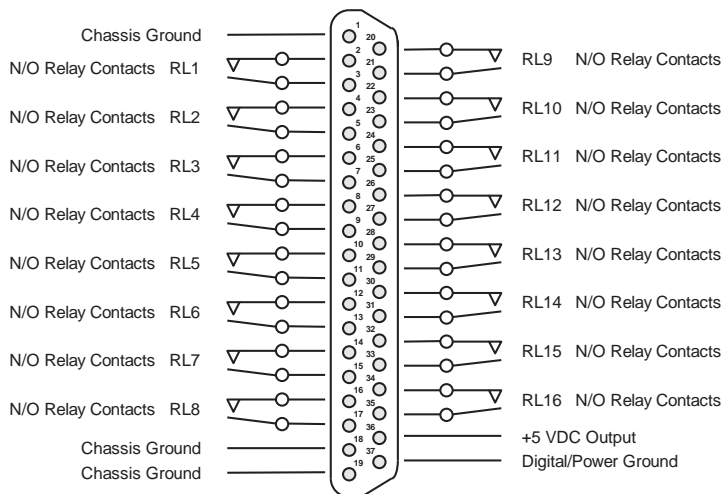 Chassis Ground
N/O Relay Contacts RL1
N/O Relay Contacts RL2
N/O Relay Contacts RL3
N/O Relay Contacts RL4
N/O Relay Contacts RL5
N/O Relay Contacts RL6
N/O Relay Contacts RL7
N/O Relay Contacts RL8
Chassis Ground
Chassis Ground
1
20
2
21
3
22
4
23
5
24
6
25
7
26
8
27
9
28
10
29
11
30
12
31
13
32
14
33
15
34
16
35
17
36
18
37
19
RL9 N/O Relay Contacts
RL10 N/O Relay Contacts
RL11 N/O Relay Contacts
RL12 N/O Relay Contacts
RL13 N/O Relay Contacts
RL14 N/O Relay Contacts
RL15 N/O Relay Contacts
RL16 N/O Relay Contacts
+5 VDC Output
Digital/Power Ground